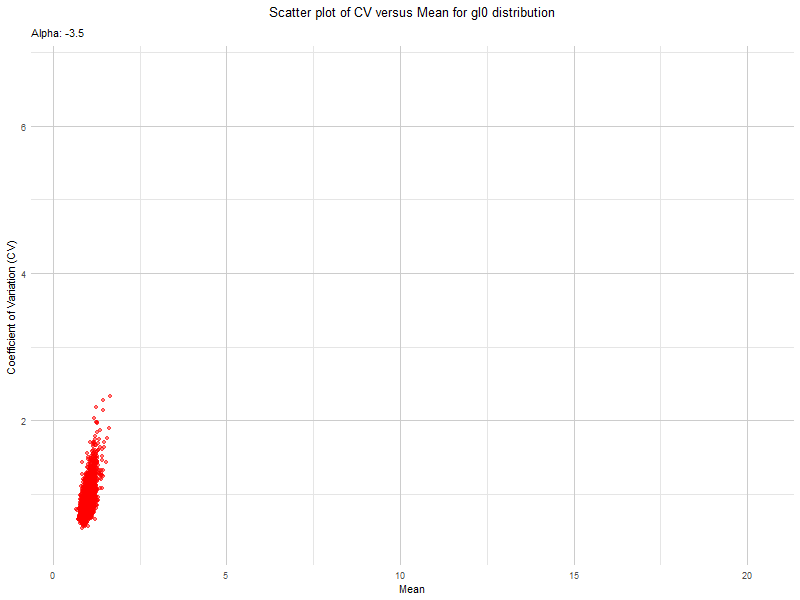 Scatter plot of CV versus Mean for gI0 distribution
Alpha: -3.5
Coefficient of Variation (CV)
6
4
2
0
5
10
15
20
Mean